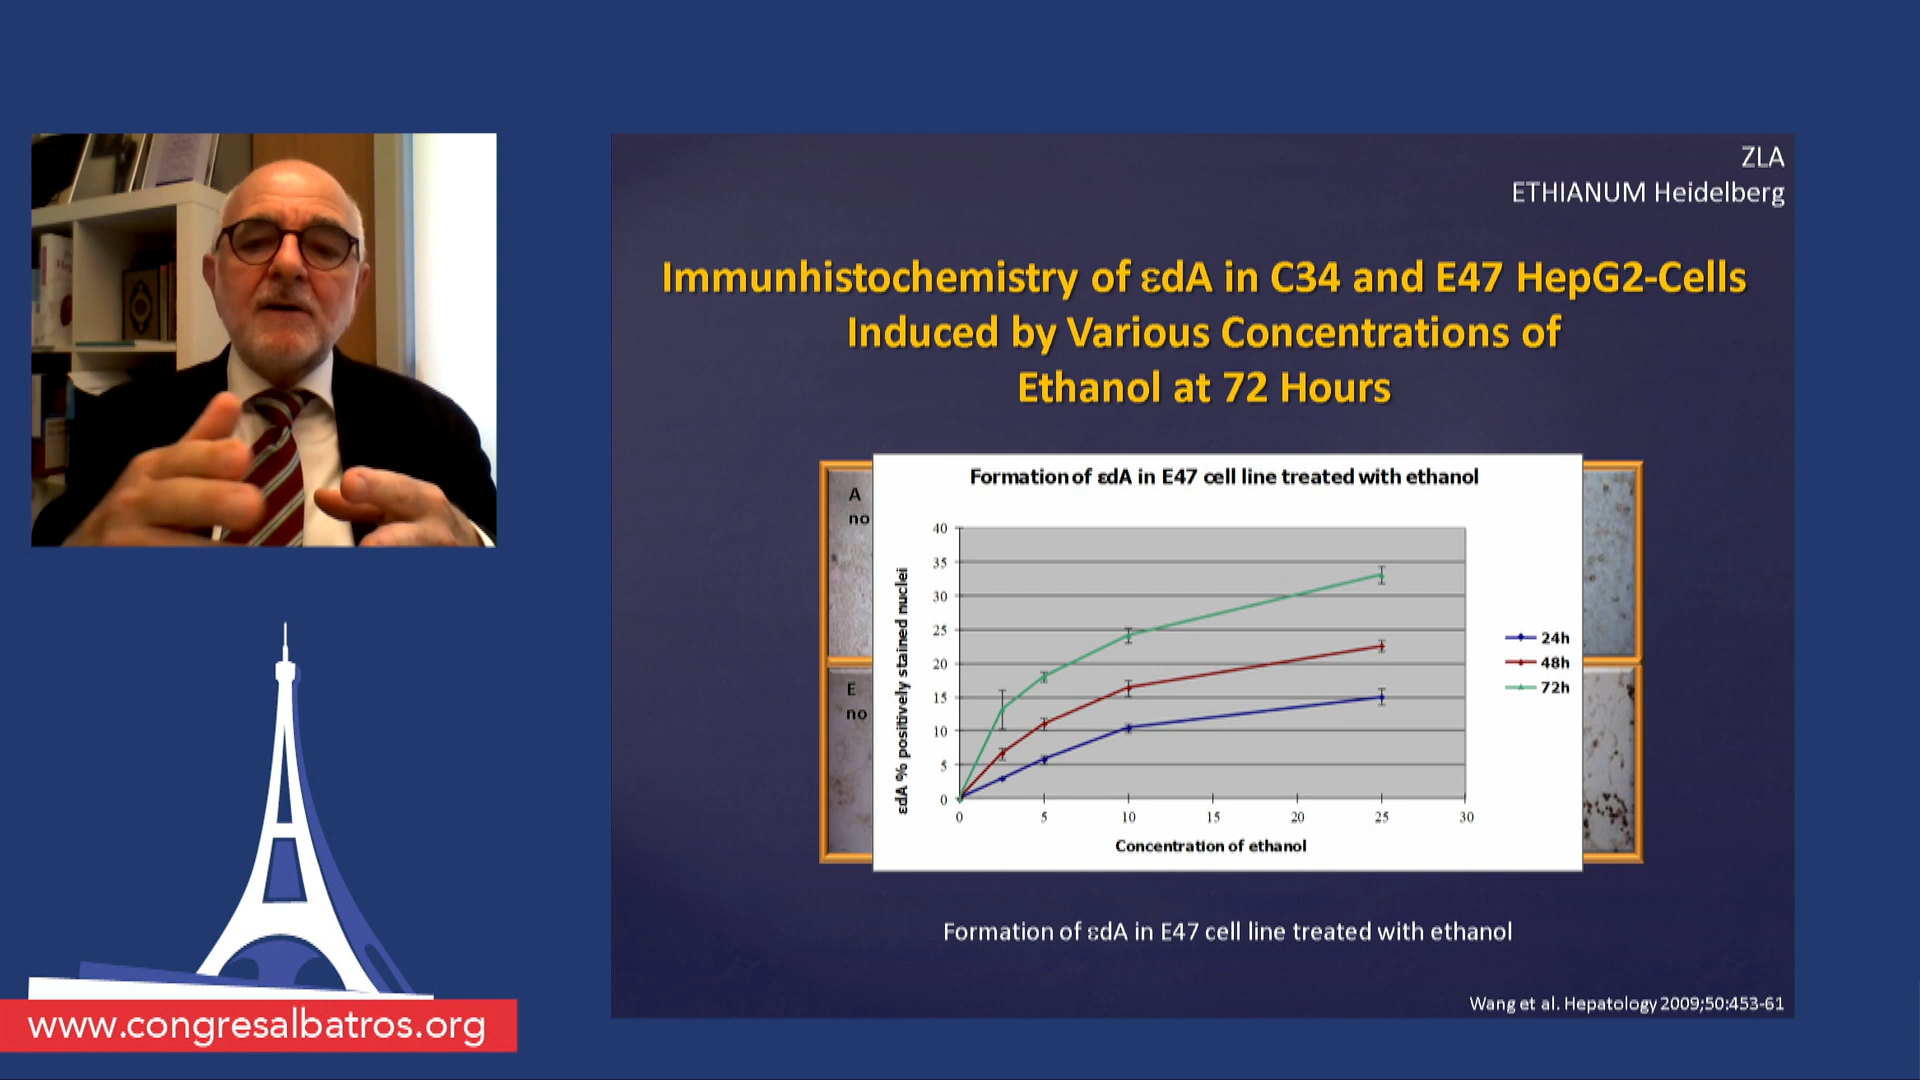 ZLA
ETHIANUM Heidelberg
Immunhistochemistry of εdA in C34 and E47 HepG2-Cells
Induced by Various Concentrations of
Ethanol at 72 Hours
A
no
E
no
Formation of εdA in E47 cell line treated with ethanol
εdA % positively stained nuclei
40
35
30
25
20
15
10
5
0
0 5 10 15 20 25 30
Concentration of ethanol
24h
48h
72h
Formation of εdA in E47 cell line treated with ethanol
Wang et al. Hepatology 2009;50:453-61
www.congresalbatros.org